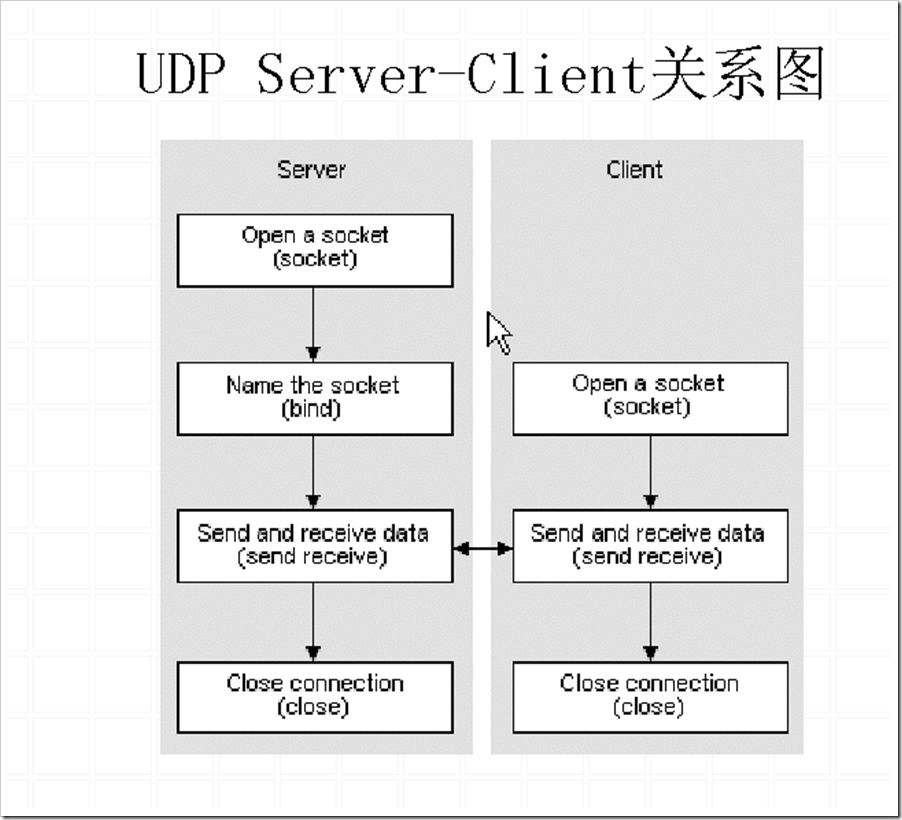 UDP Server-Client关系图
Server
Open a socket
(socket)
Name the socket
(bind)
Send and receive data
(send receive)
Close connection
(close)
Client
Open a socket
(socket)
Send and receive data
(send receive)
Close connection
(close)